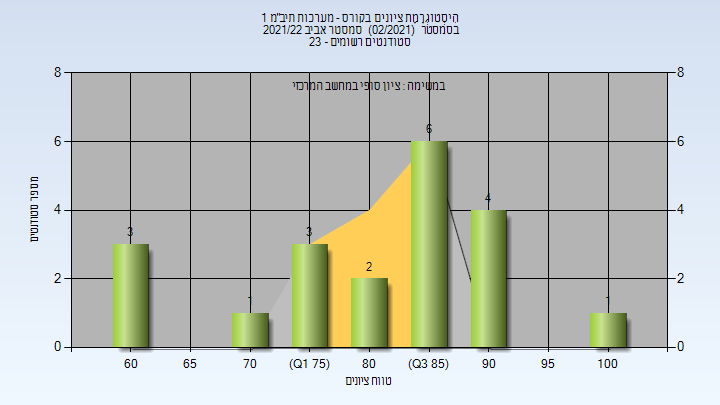 היסטוגרמת ציונים בקורס - מערכות תיב"מ 1
בסמסטר (02/2021) סמסטר אביב 2021/22
סטודנטים רשומים - 23
במשימה : ציון סופי במחשב המרכזי
8 8
6 6
4 4
2 2
0 0
מספר סטודנטים
3 1 3 2 6 4 1
60 65 70 (Q1 75) 80 (Q3 85) 90 95 100
טווח ציונים